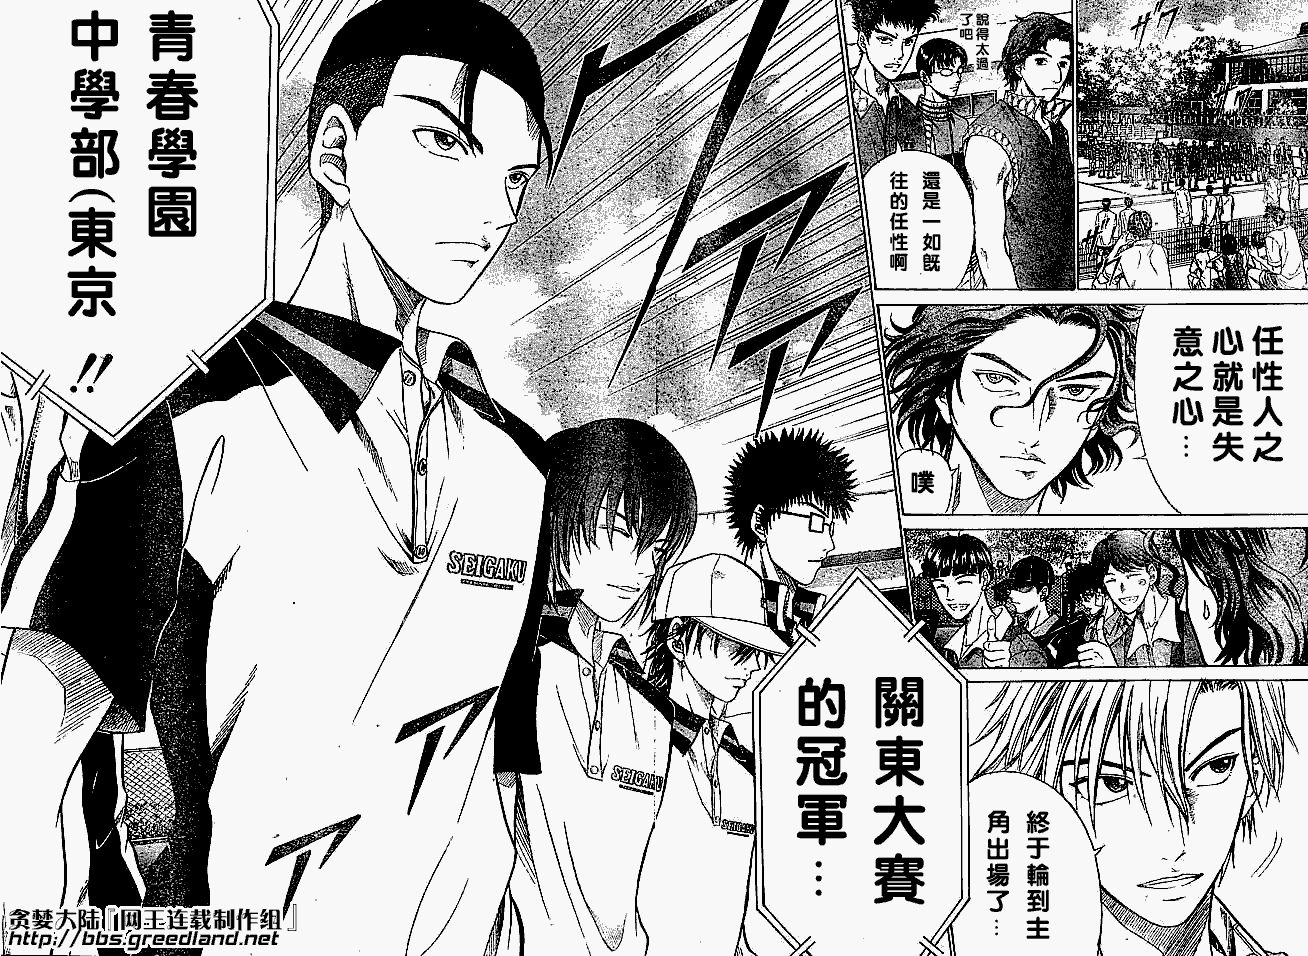 ザワ
說得太過
了吧
還是一如既
往的任性啊
任性人之
心就是失
意之心…
噗
終于輪到主
角出場了…
關東大賽
的冠軍…
青春學園
中學部(東京!!
SEIGAKU
SEIGAKU
SEIGAKU
贪婪大陆『网王连载制作组』
http://bbs.greedland.net